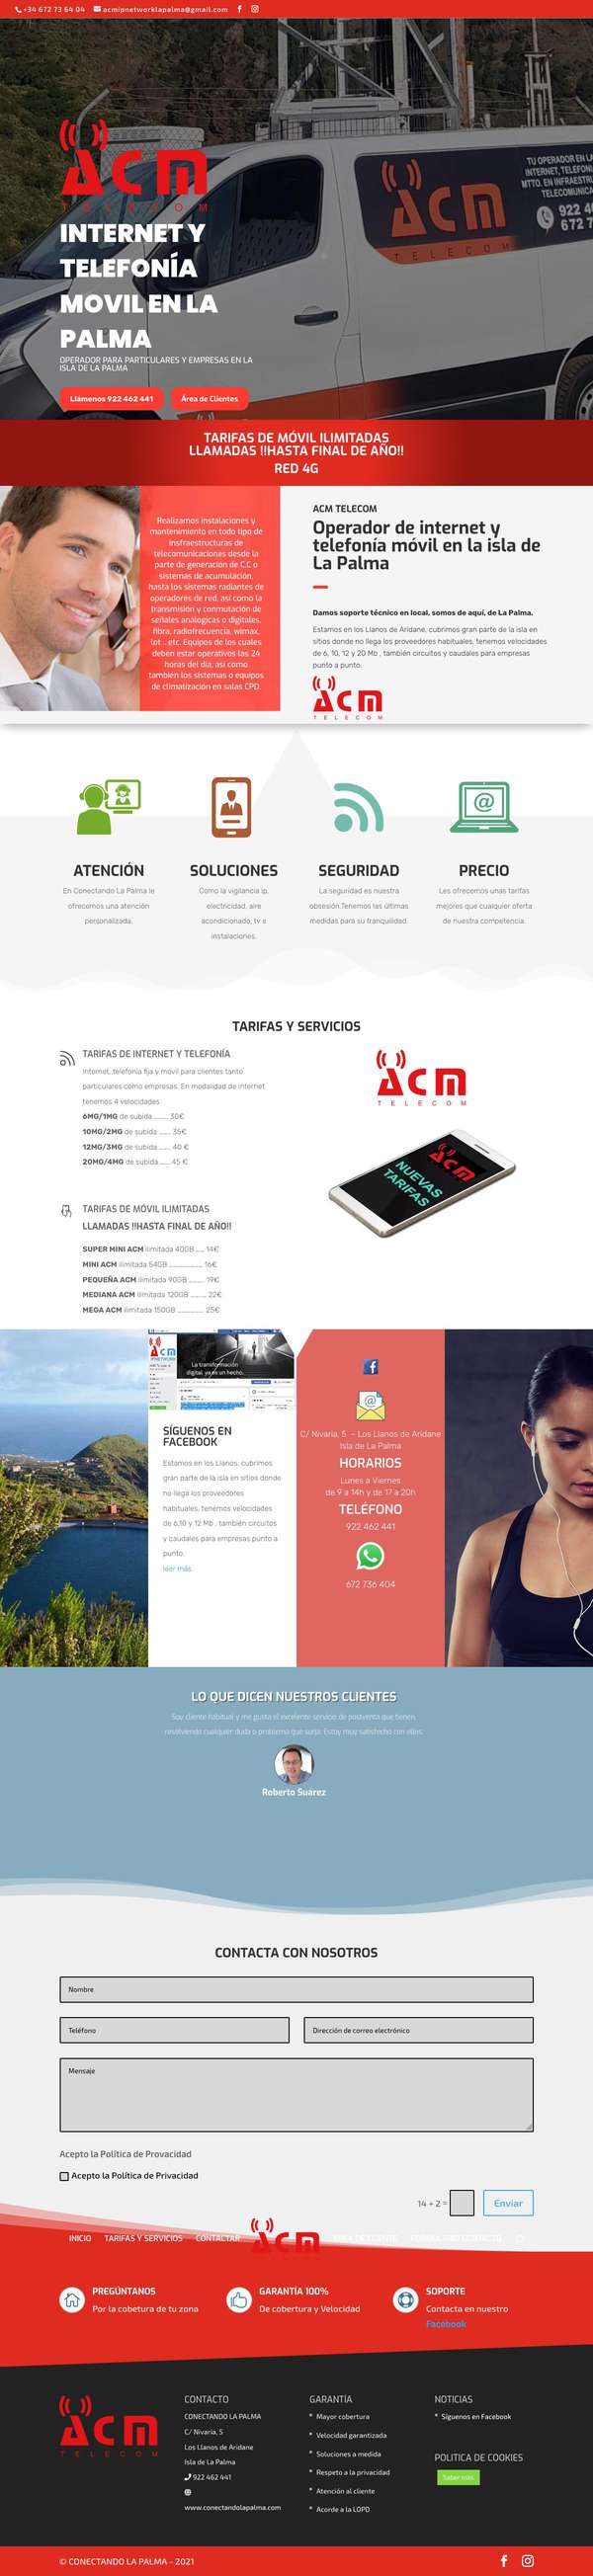 +34 672 73 64 04 acmipnetworklapalma@gmail.com
TU OPERADOR EN LA
INTERNET, TELEFONÍA
MTTO. EN INFRAESTRU
TELECOMUNICA
922 4
672 7
acm
TELECOM
acm
TELECOM
INTERNET Y
TELEFONÍA
MOVIL EN LA
PALMA
OPERADOR PARA PARTICULARES Y EMPRESAS EN LA
ISLA DE LA PALMA
Llámenos 922 462 441 Área de Clientes
TARIFAS DE MÓVIL ILIMITADAS
LLAMADAS !!HASTA FINAL DE AÑO!!
RED 4G
Realizamos instalaciones y
mantenimiento en todo tipo de
insfraestructuras de
telecomunicaciones desde la
parte de generación de C.C o
sistemas de acumulación,
hasta los sistemas radiantes de
operadores de red, así como la
transmisión y conmutación de
señales analógicas o digitales,
fibra, radiofrecuencia, wimax,
Iot .. etc. Equipos de los cuales
deben estar operativos las 24
horas del día, así como
también los sistemas o equipos
de climatización en salas CPD.
ACM TELECOM
Operador de internet y
telefonía móvil en la isla de
La Palma
Damos soporte técnico en local, somos de aquí, de La Palma.
Estamos en los Llanos de Aridane, cubrimos gran parte de la isla en
sitios donde no llega los proveedores habituales, tenemos velocidades
de 6, 10, 12 y 20 Mb , también circuitos y caudales para empresas
punto a punto.
acm
TELECOM
ATENCIÓN
En Conectando La Palma le
ofrecemos una atención
personalizada.
SOLUCIONES
Como la vigilancia ip,
electricidad, aire
acondicionado, tv e
instalaciones.
SEGURIDAD
La seguridad es nuestra
obsesión.Tenemos las últimas
medidas para su tranquilidad.
PRECIO
Les ofrecemos unas tarifas
mejores que cualquier oferta
de nuestra competencia.
TARIFAS Y SERVICIOS
TARIFAS DE INTERNET Y TELEFONÍA
Internet, telefonía fija y móvil para clientes tanto
particulares como empresas. En modalidad de internet
tenemos 4 velocidades
6MG/1MG de subida ......... 30€
10MG/2MG de subida ....... 35€
12MG/3MG de subida ....... 40 €
20MG/4MG de subida .......45 €
acm
TELECOM
acm
NUEVAS
TARIFAS
TARIFAS DE MÓVIL ILIMITADAS
LLAMADAS !!HASTA FINAL DE AÑO!!
SUPER MINI ACM ilimitada 40GB ..... 14€
MINI ACM ilimitada 54GB .................... 16€
PEQUEÑA ACM ilimitada 90GB ......... 19€
MEDIANA ACM ilimitada 120GB ......... 22€
MEGA ACM ilimitada 150GB ............... 25€
acm
La transformación
digital ya es un hecho.
SÍGUENOS EN
FACEBOOK
Estamos en los Llanos, cubrimos
gran parte de la isla en sitios donde
no llega los proveedores
habituales, tenemos velocidades
de 6,10 y 12 Mb , también circuitos
y caudales para empresas punto a
punto.
leer más
C/ Nivaria, 5 – Los Llanos de Aridane
Isla de La Palma
HORARIOS
Lunes a Viernes
de 9 a 14h y de 17 a 20h
TELÉFONO
922 462 441
672 736 404
LO QUE DICEN NUESTROS CLIENTES
Soy cliente habitual y me gusta el excelente servicio de postventa que tienen,
resolviendo cualquier duda o problema que surja. Estoy muy satisfecho con ellos.
Roberto Suárez
CONTACTA CON NOSOTROS
Nombre
Teléfono Dirección de correo electrónico
Mensaje
Acepto la Política de Provacidad
Acepto la Política de Privacidad
14 + 2 = Enviar
INICIO TARIFAS Y SERVICIOS CONTACTAR acm
PREGÚNTANOS
Por la cobetura de tu zona
GARANTÍA 100%
De cobertura y Velocidad
SOPORTE
Contacta en nuestro
Facebook
acm
TELECOM
CONTACTO
CONECTANDO LA PALMA
C/ Nivaria, 5
Los Llanos de Aridane
Isla de La Palma
922 462 441
www.conectandolapalma.com
GARANTÍA
* Mayor cobertura
* Velocidad garantizada
* Soluciones a medida
* Respeto a la privacidad
* Atención al cliente
* Acorde a la LOPD
NOTICIAS
* Síguenos en Facebook
POLITICA DE COOKIES
Saber más
© CONECTANDO LA PALMA - 2021